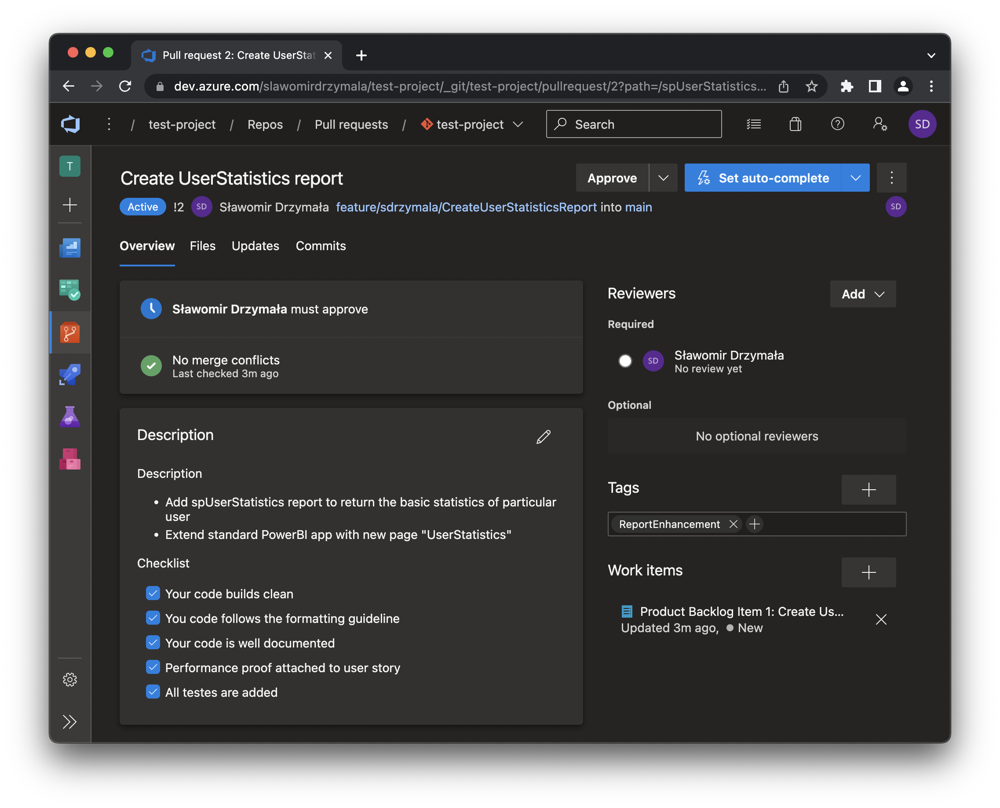 Pull request 2: Create UserStat
dev.azure.com/slawomirdrzymala/test-project/_git/test-project/pullrequest/2?path=/spUserStatistics...
/ test-project / Repos / Pull requests / test-project
Search
SD
T
Create UserStatistics report
Approve
Set auto-complete
Active !2 SD Sławomir Drzymała feature/sdrzymala/CreateUserStatisticsReport into main
SD
Overview Files Updates Commits
Sławomir Drzymała must approve
No merge conflicts
Last checked 3m ago
Description
Description
• Add spUserStatistics report to return the basic statistics of particular
user
• Extend standard PowerBI app with new page "UserStatistics"
Checklist
Your code builds clean
You code follows the formatting guideline
Your code is well documented
Performance proof attached to user story
All testes are added
Reviewers
Add
Required
SD
Sławomir Drzymała
No review yet
Optional
No optional reviewers
Tags
ReportEnhancement
Work items
Product Backlog Item 1: Create Us...
Updated 3m ago, New